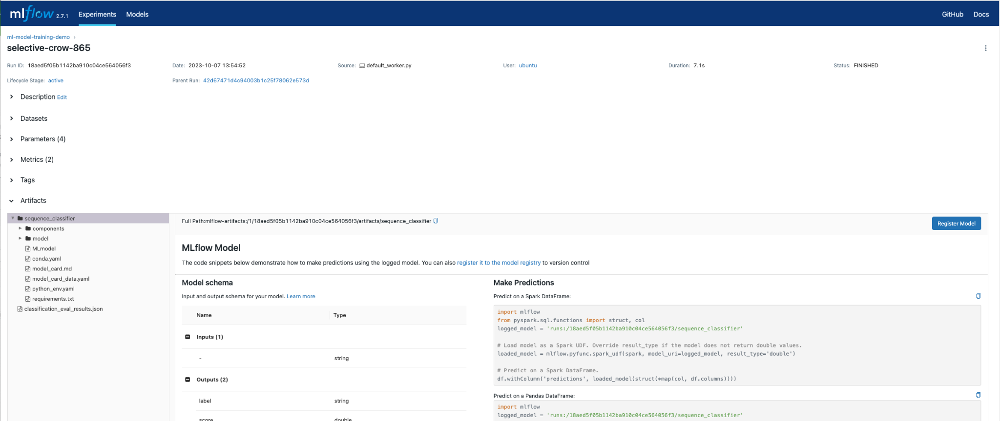 mlflow 2.7.1 Experiments Models GitHub Docs
ml-model-training-demo ›
selective-crow-865
Run ID: 18aed5f05b1142ba910c04ce564056f3 Date: 2023-10-07 13:54:52 Source: default_worker.py User: ubuntu Duration: 7.1s Status: FINISHED
Lifecycle Stage: active Parent Run: 42d67471d4c94003b1c25f78062e573d
Description Edit
Datasets
Parameters (4)
Metrics (2)
Tags
Artifacts
sequence_classifier
components
model
MLmodel
conda.yaml
model_card.md
model_card_data.yaml
python_env.yaml
requirements.txt
classification_eval_results.json
Full Path:mlflow-artifacts:/1/18aed5f05b1142ba910c04ce564056f3/artifacts/sequence_classifier
Register Model
MLflow Model
The code snippets below demonstrate how to make predictions using the logged model. You can also register it to the model registry to version control
Model schema
Input and output schema for your model. Learn more
Name Type
Inputs (1)
- string
Outputs (2)
label string
score double
Make Predictions
Predict on a Spark DataFrame:
import mlflow
from pyspark.sql.functions import struct, col
logged_model = 'runs:/18aed5f05b1142ba910c04ce564056f3/sequence_classifier'
# Load model as a Spark UDF. Override result_type if the model does not return double values.
loaded_model = mlflow.pyfunc.spark_udf(spark, model_uri=logged_model, result_type='double')
# Predict on a Spark DataFrame.
df.withColumn('predictions', loaded_model(struct(*map(col, df.columns))))
Predict on a Pandas DataFrame:
import mlflow
logged_model = 'runs:/18aed5f05b1142ba910c04ce564056f3/sequence_classifier'